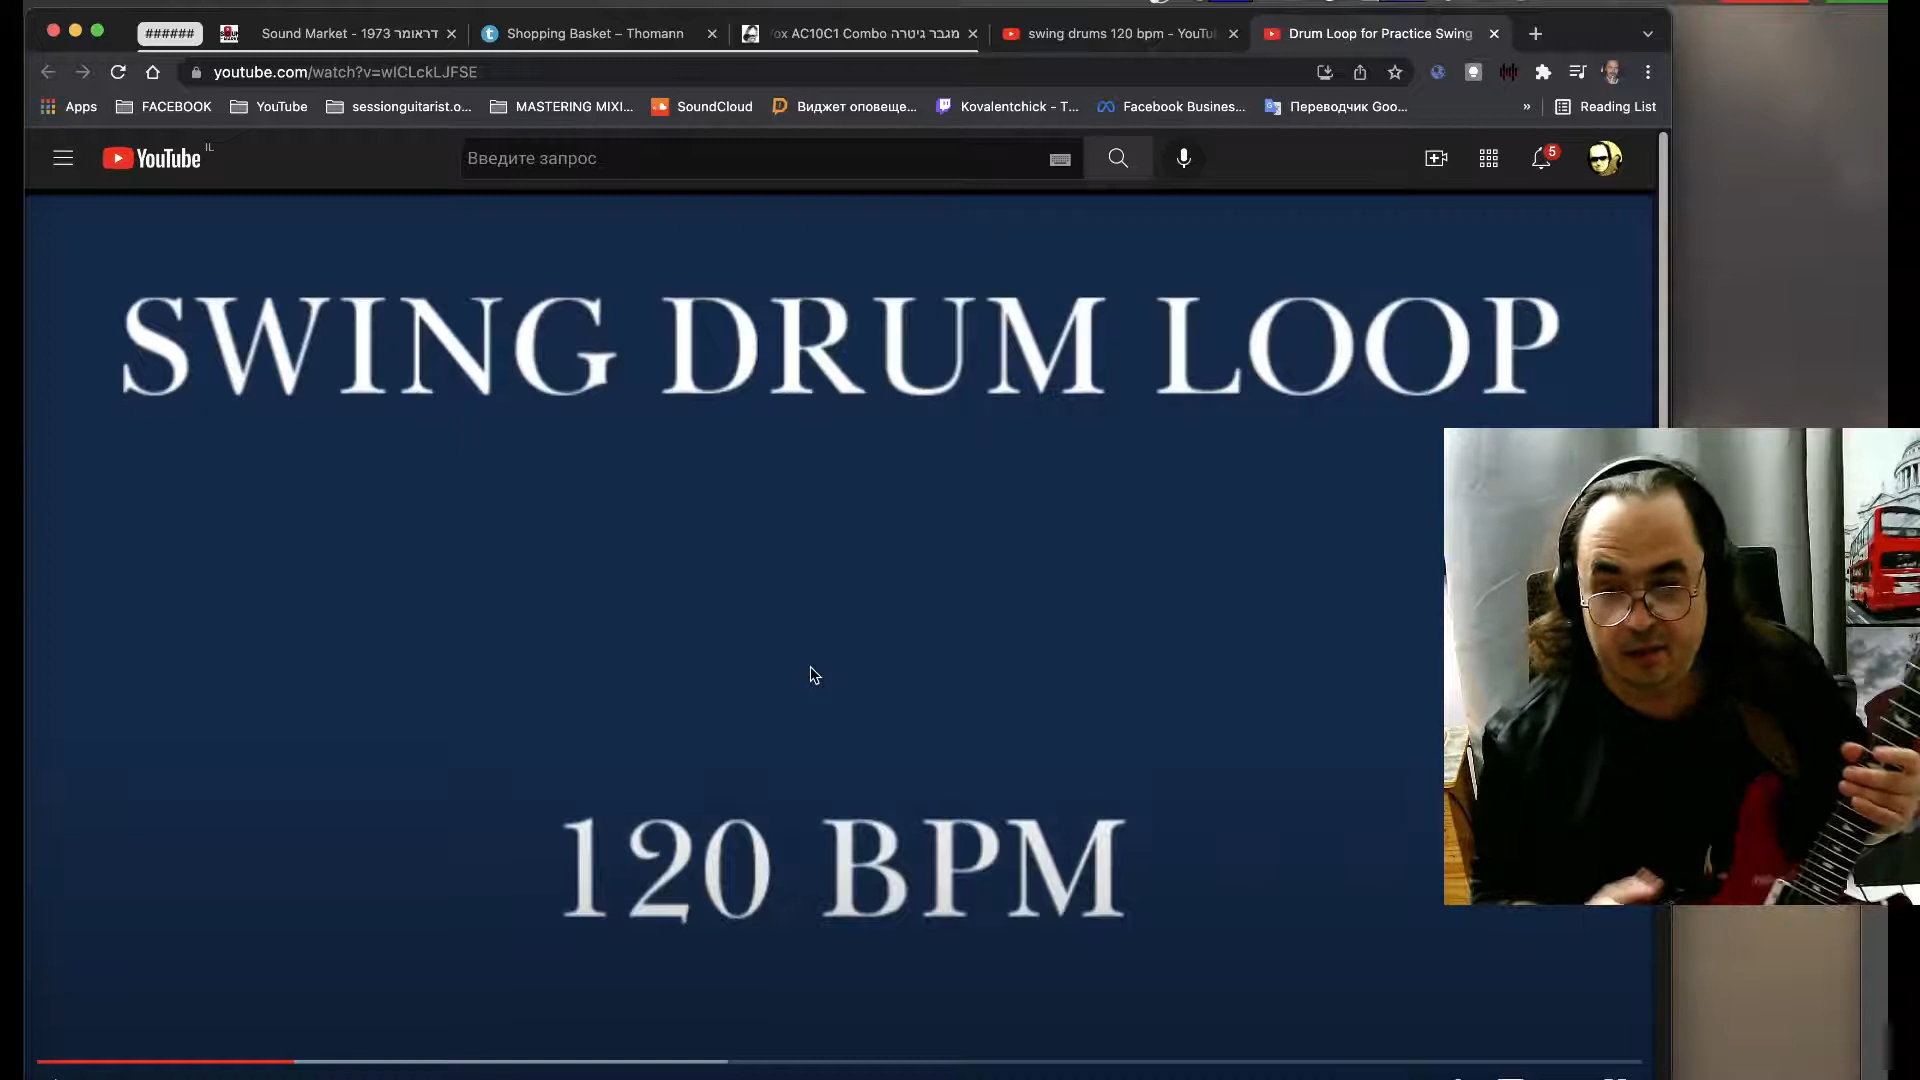 ######
Sound Market - 1973 דראומר
Shopping Basket – Thomann
ox AC10C1 Combo מגבר גיטרה
swing drums 120 bpm - YouTu
Drum Loop for Practice Swing
youtube.com/watch?v=wICLckLJFSE
Apps
FACEBOOK
YouTube
sessionguitarist.o...
MASTERING MIXI...
SoundCloud
Виджет оповеще...
Kovalentchick - T...
Facebook Busines...
Переводчик Goo...
»
Reading List
YouTube IL
Введите запрос
5
SWING DRUM LOOP
120 BPM